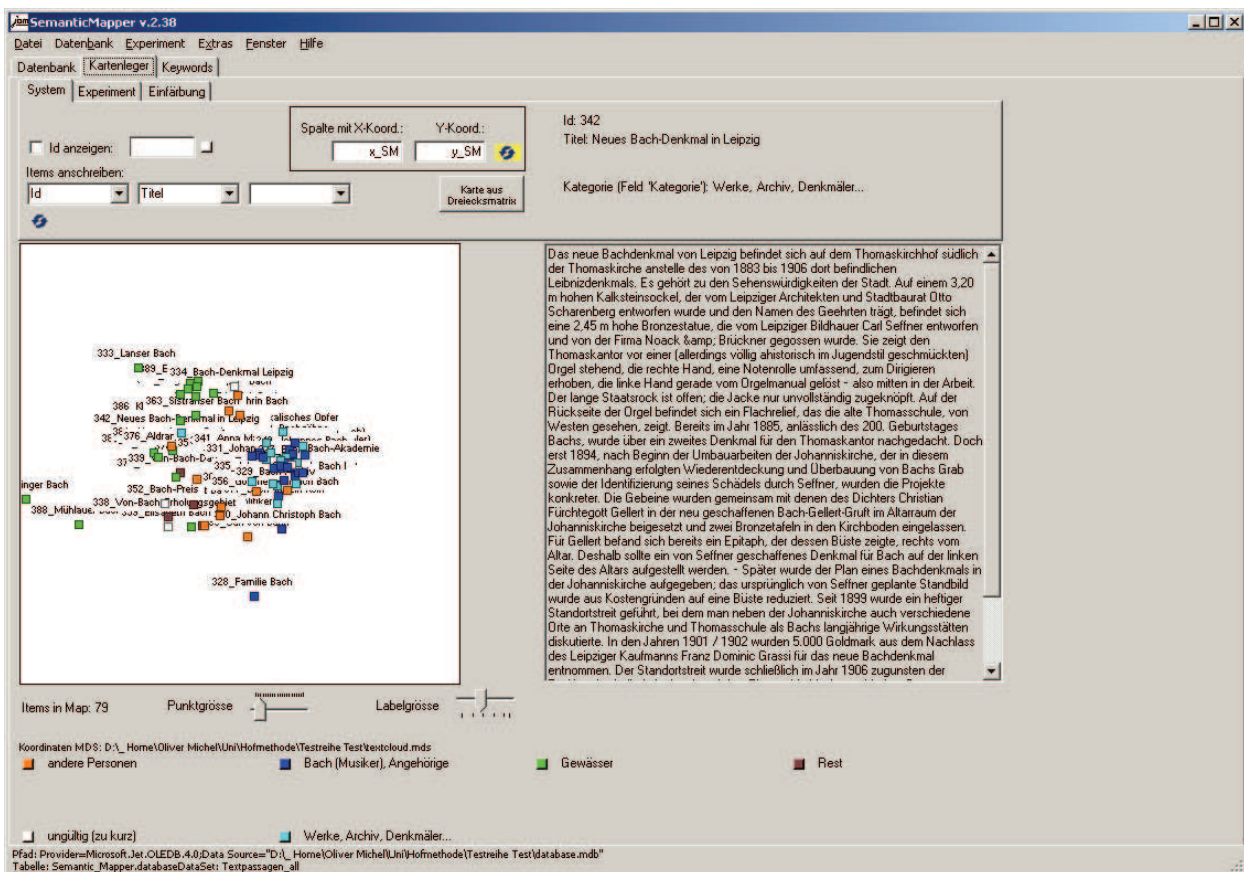 SemanticMapper v.2.38
Datei Datenbank Experiment Extras Fenster Hilfe
Datenbank Kartenleger Keywords
System Experiment Einfärbung
Id anzeigen:
Spalte mit X-Koord.: Y-Koord.:
x_SM y_SM
Items anschreiben:
Id Titel
Karte aus
Dreiecksmatrix
Id: 342
Titel: Neues Bach-Denkmal in Leipzig
Kategorie (Feld 'Kategorie'): Werke, Archiv, Denkmäler...
333_Lanser Bach
334_Bach-Denkmal Leipzig
363_Sistranser Bach
342_Neues Bach-Denkmal in Leipzig
376_Aldrar
352_Bach-Preis
338_Von-Bach
388_Mühlau
Johann Christoph Bach
328_Familie Bach
Das neue Bachdenkmal von Leipzig befindet sich auf dem Thomaskirchhof südlich
der Thomaskirche anstelle des von 1883 bis 1906 dort befindlichen
Leibnizdenkmals. Es gehört zu den Sehenswürdigkeiten der Stadt. Auf einem 3,20
m hohen Kalksteinsockel, der vom Leipziger Architekten und Stadtbaurat Otto
Scharenberg entworfen wurde und den Namen des Geehrten trägt, befindet sich
eine 2,45 m hohe Bronzestatue, die vom Leipziger Bildhauer Carl Seffner entworfen
und von der Firma Noack &amp; Brückner gegossen wurde. Sie zeigt den
Thomaskantor vor einer (allerdings völlig ahistorisch im Jugendstil geschmückten)
Orgel stehend, die rechte Hand, eine Notenrolle umfassend, zum Dirigieren
erhoben, die linke Hand gerade vom Orgelmanual gelöst - also mitten in der Arbeit.
Der lange Staatsrock ist offen; die Jacke nur unvollständig zugeknöpft. Auf der
Rückseite der Orgel befindet sich ein Flachrelief, das die alte Thomasschule, von
Westen gesehen, zeigt. Bereits im Jahr 1885, anlässlich des 200. Geburtstages
Bachs, wurde über ein zweites Denkmal für den Thomaskantor nachgedacht. Doch
erst 1894, nach Beginn der Umbauarbeiten der Johanniskirche, der in diesem
Zusammenhang erfolgten Wiederentdeckung und Überbauung von Bachs Grab
sowie der Identifizierung seines Schädels durch Seffner, wurden die Projekte
konkreter. Die Gebeine wurden gemeinsam mit denen des Dichters Christian
Fürchtegott Gellert in der neu geschaffenen Bach-Gellert-Gruft im Altarraum der
Johanniskirche beigesetzt und zwei Bronzetafeln in den Kirchboden eingelassen.
Für Gellert befand sich bereits ein Epitaph, der dessen Büste zeigte, rechts vom
Altar. Deshalb sollte ein von Seffner geschaffenes Denkmal für Bach auf der linken
Seite des Altars aufgestellt werden. - Später wurde der Plan eines Bachdenkmals in
der Johanniskirche aufgegeben; das ursprünglich von Seffner geplante Standbild
wurde aus Kostengründen auf eine Büste reduziert. Seit 1899 wurde ein heftiger
Standortstreit geführt, bei dem man neben der Johanniskirche auch verschiedene
Orte an Thomaskirche und Thomasschule als Bachs langjährige Wirkungsstätten
diskutierte. In den Jahren 1901 / 1902 wurden 5.000 Goldmark aus dem Nachlass
des Leipziger Kaufmanns Franz Dominic Grassi für das neue Bachdenkmal
entnommen. Der Standortstreit wurde schließlich im Jahr 1906 zugunsten der
Items in Map: 79 Punktgrösse Labelgrösse
Koordinaten MDS: D:\_ Home\Oliver Michel\Uni\Hofmethode\Testreihe Test\textcloud.mds
andere Personen Bach (Musiker), Angehörige Gewässer Rest
ungültig (zu kurz) Werke, Archiv, Denkmäler...
Pfad: Provider=Microsoft.Jet.OLEDB.4.0;Data Source="D:\_ Home\Oliver Michel\Uni\Hofmethode\Testreihe Test\database.mdb"
Tabelle: Semantic_Mapper.databaseDataSet: Textpassagen_all